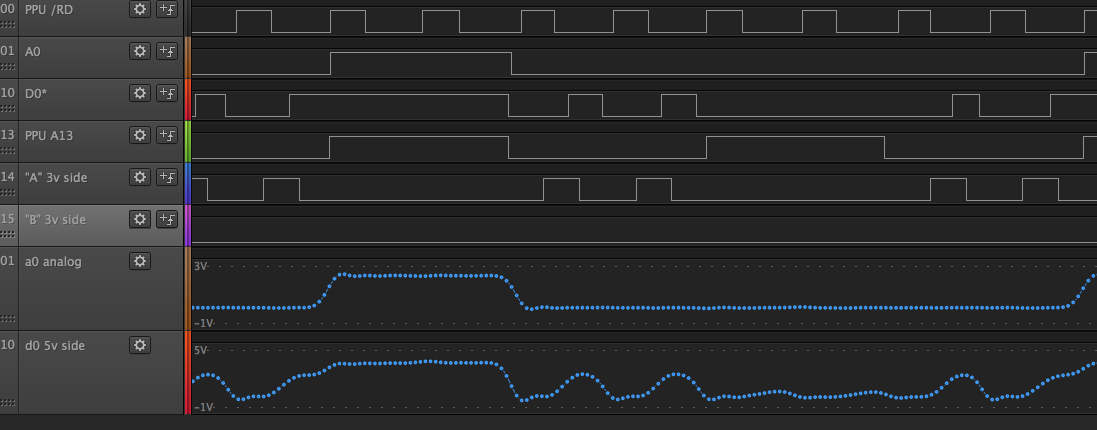 00 PPU /RD
01 A0
10 D0*
13 PPU A13
14 "A" 3v side
15 "B" 3v side
01 a0 analog
3V
-1V
10 d0 5v side
5V
-1V